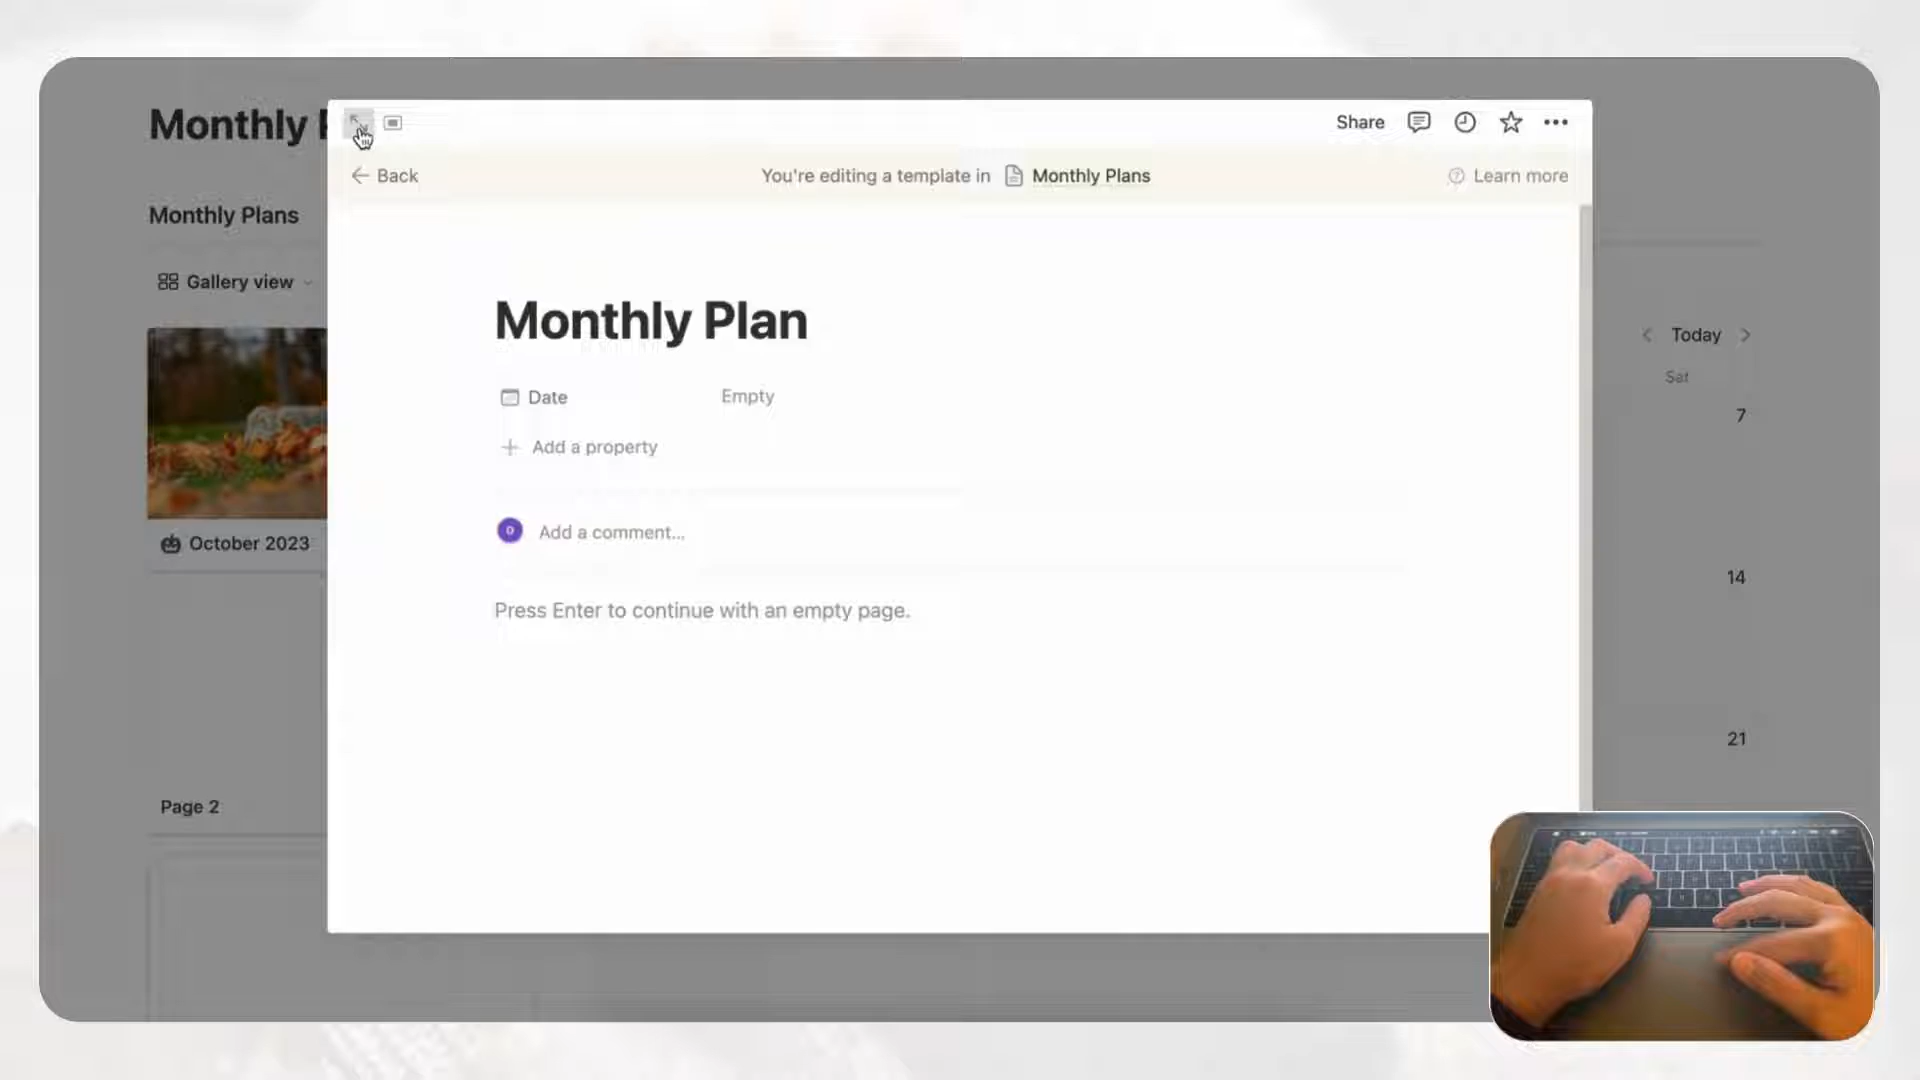 Monthly P
Share
Back
You're editing a template in Monthly Plans
Learn more
Monthly Plans
Gallery view
Monthly Plan
Today
Sat
Date
Empty
7
Add a property
D
Add a comment...
October 2023
14
Press Enter to continue with an empty page.
21
Page 2